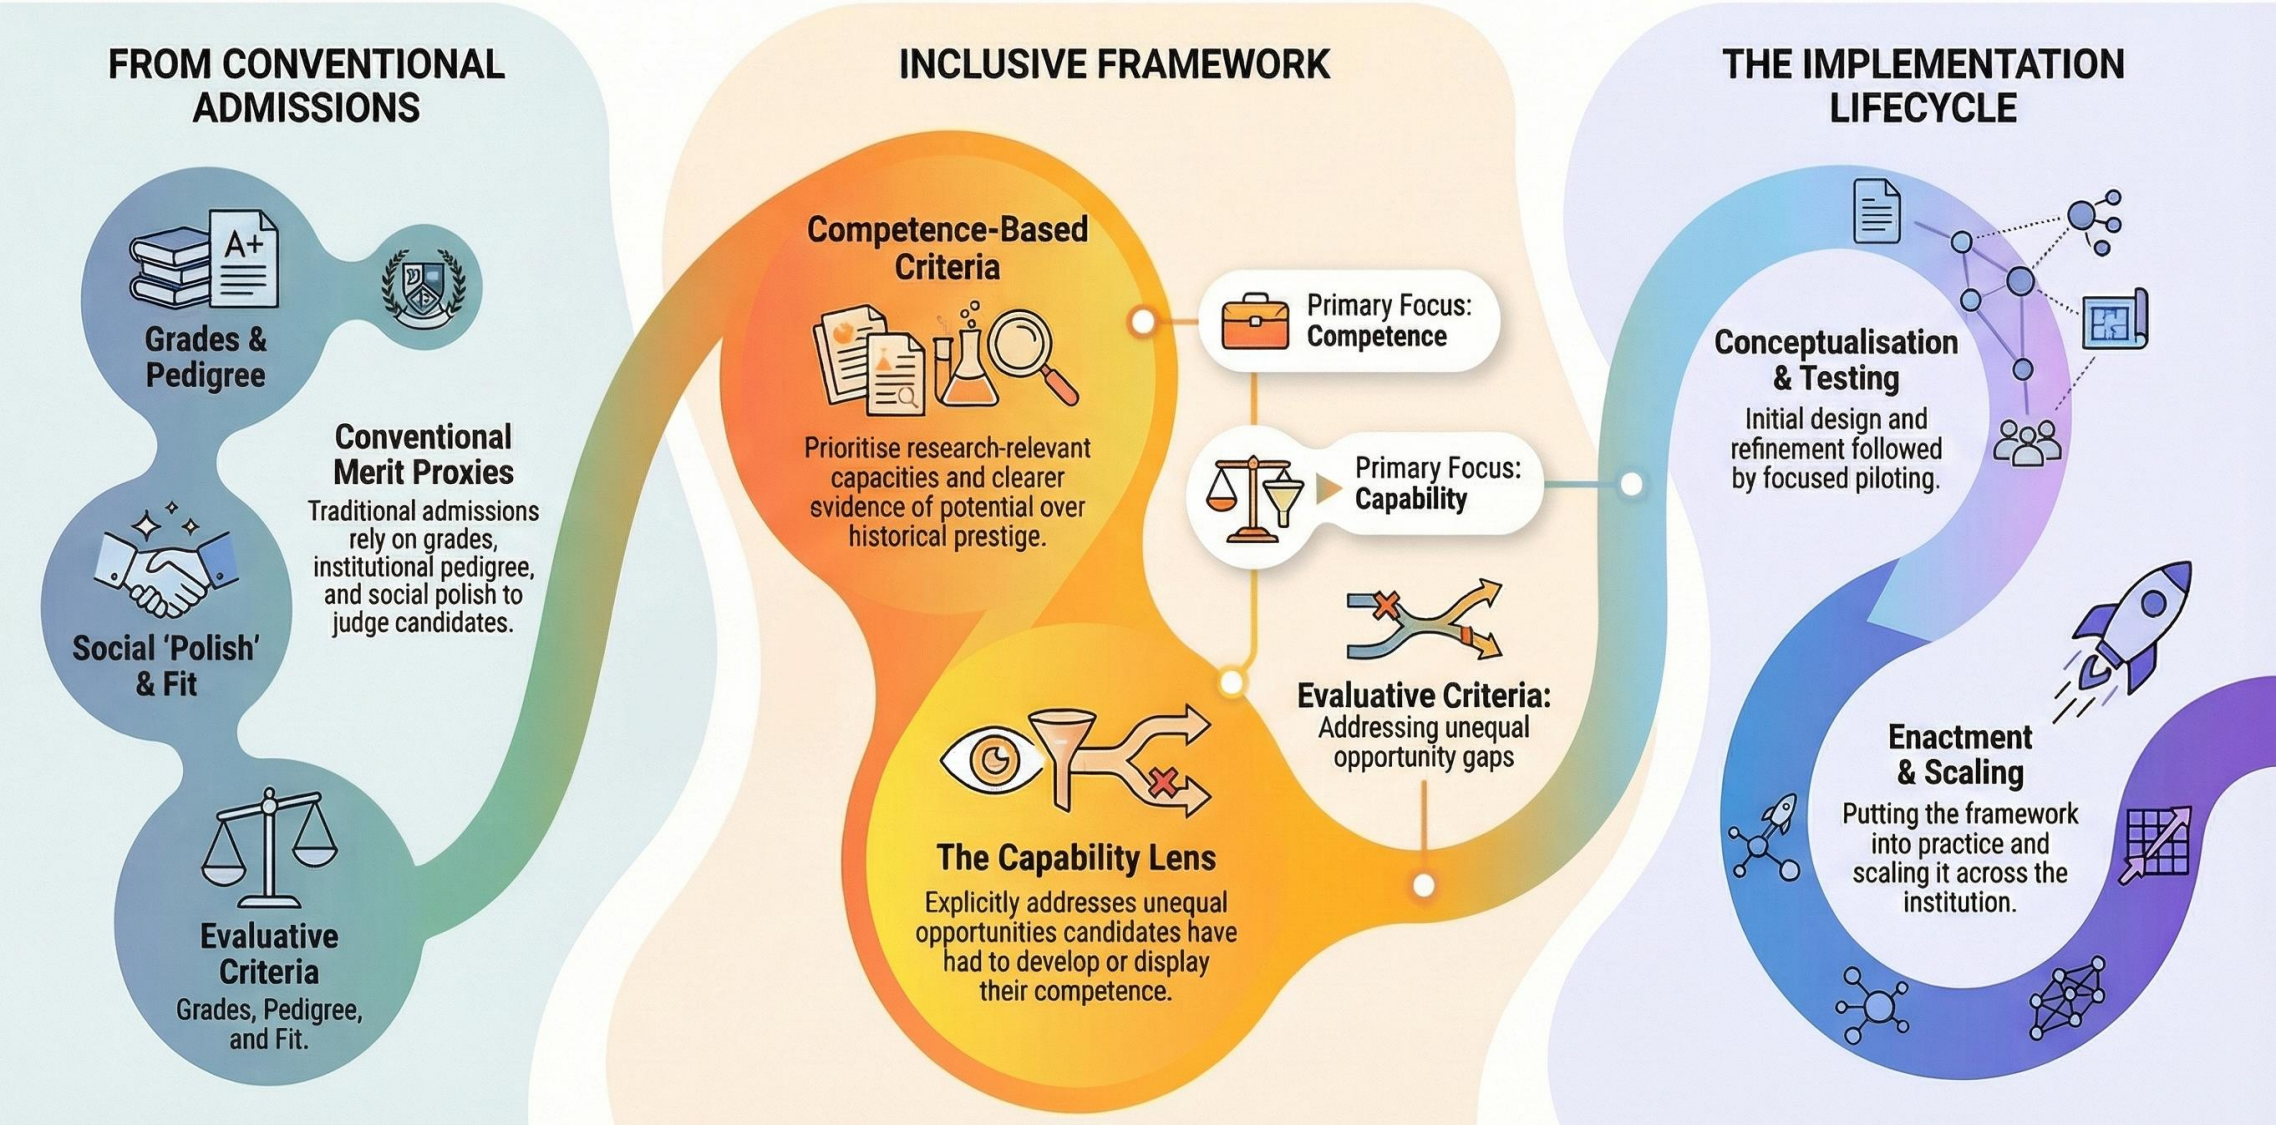 FROM CONVENTIONAL
ADMISSIONS
A+
Grades &
Pedigree
Conventional
Merit Proxies
Traditional admissions
rely on grades,
institutional pedigree,
and social polish to
judge candidates.
Social ‘Polish’
& Fit
Evaluative
Criteria
Grades, Pedigree,
and Fit.
INCLUSIVE FRAMEWORK
Competence-Based
Criteria
Prioritise research-relevant
capacities and clearer
svidence of potential over
historical prestige.
Primary Focus:
Competence
Primary Focus:
Capability
Evaluative Criteria:
Addressing unequal
opportunity gaps
The Capability Lens
Explicitly addresses unequal
opportunities candidates have
had to develop or display
their competence.
THE IMPLEMENTATION
LIFECYCLE
Conceptualisation
& Testing
Initial design and
refinement followed
by focused piloting.
Enactment
& Scaling
Putting the framework
into practice and
scaling it across the
institution.